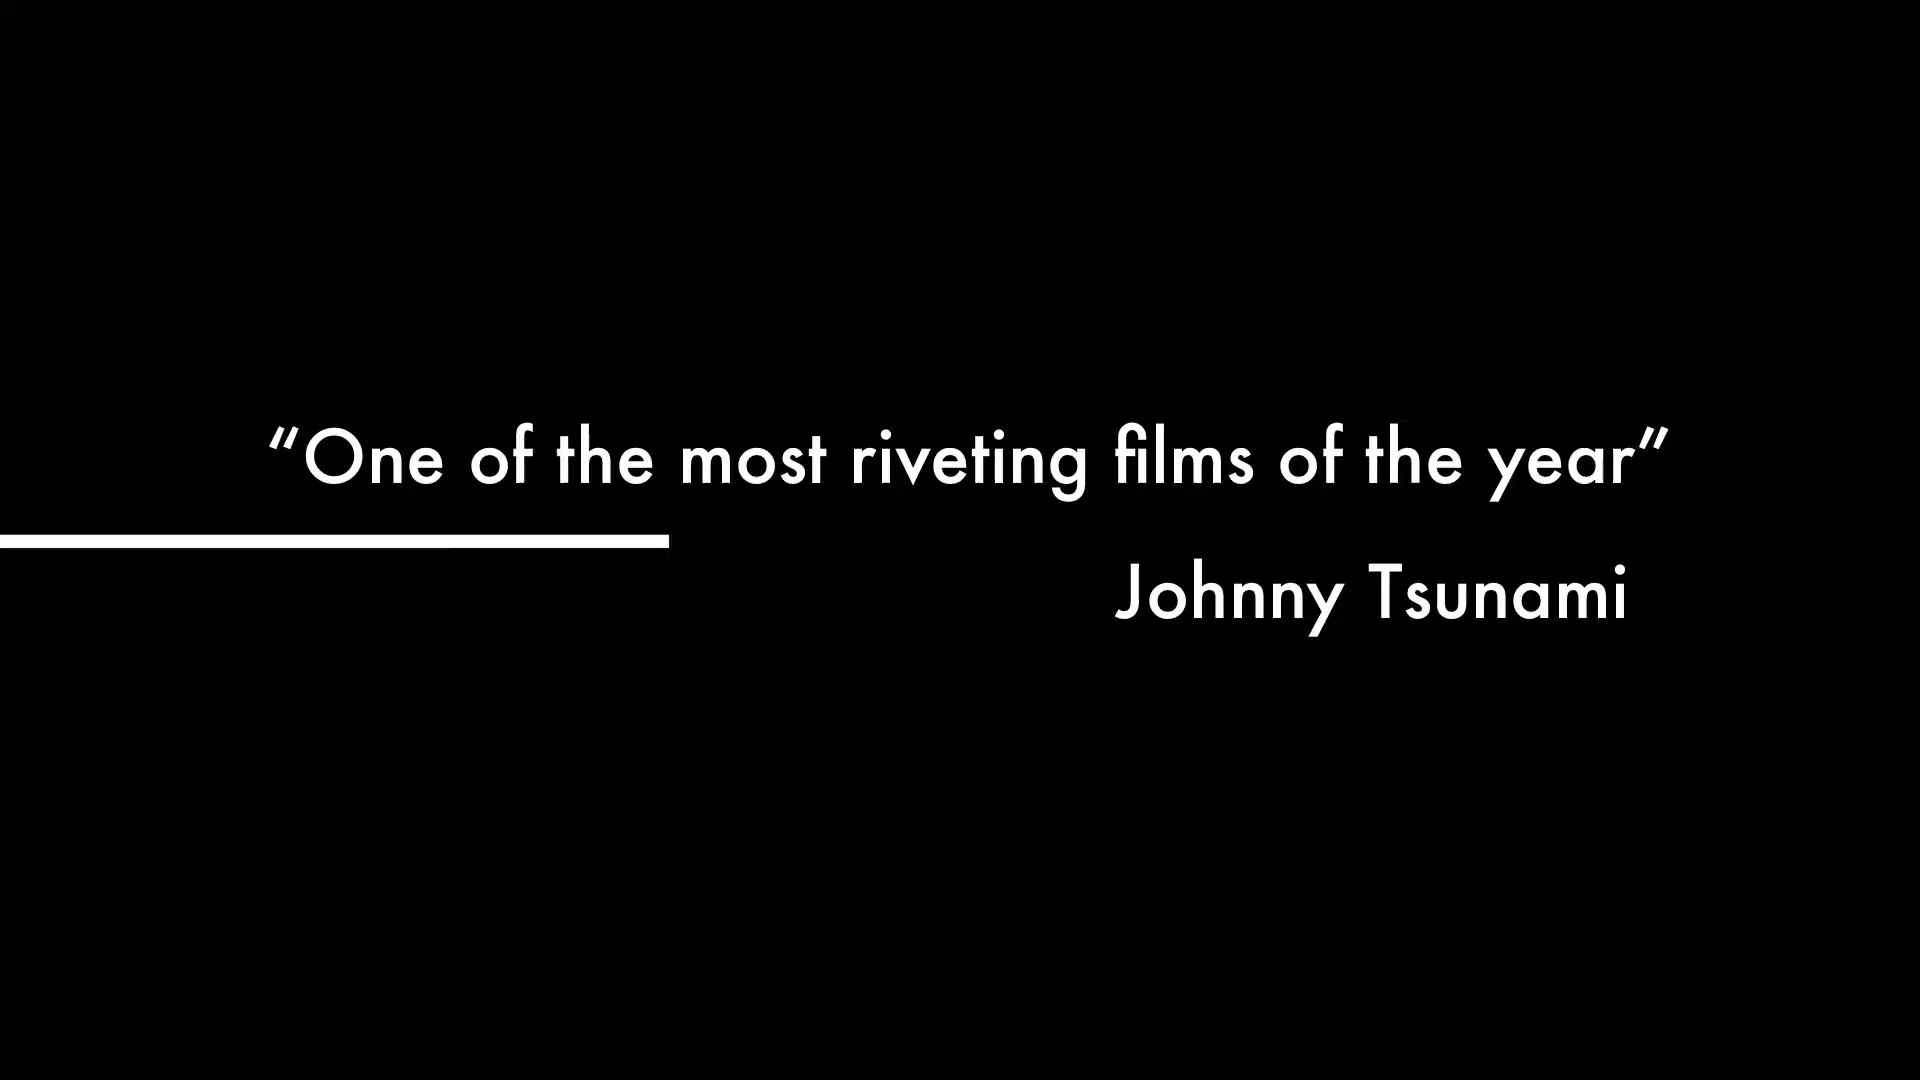 “One of the most riveting films of the year”
Johnny Tsunami